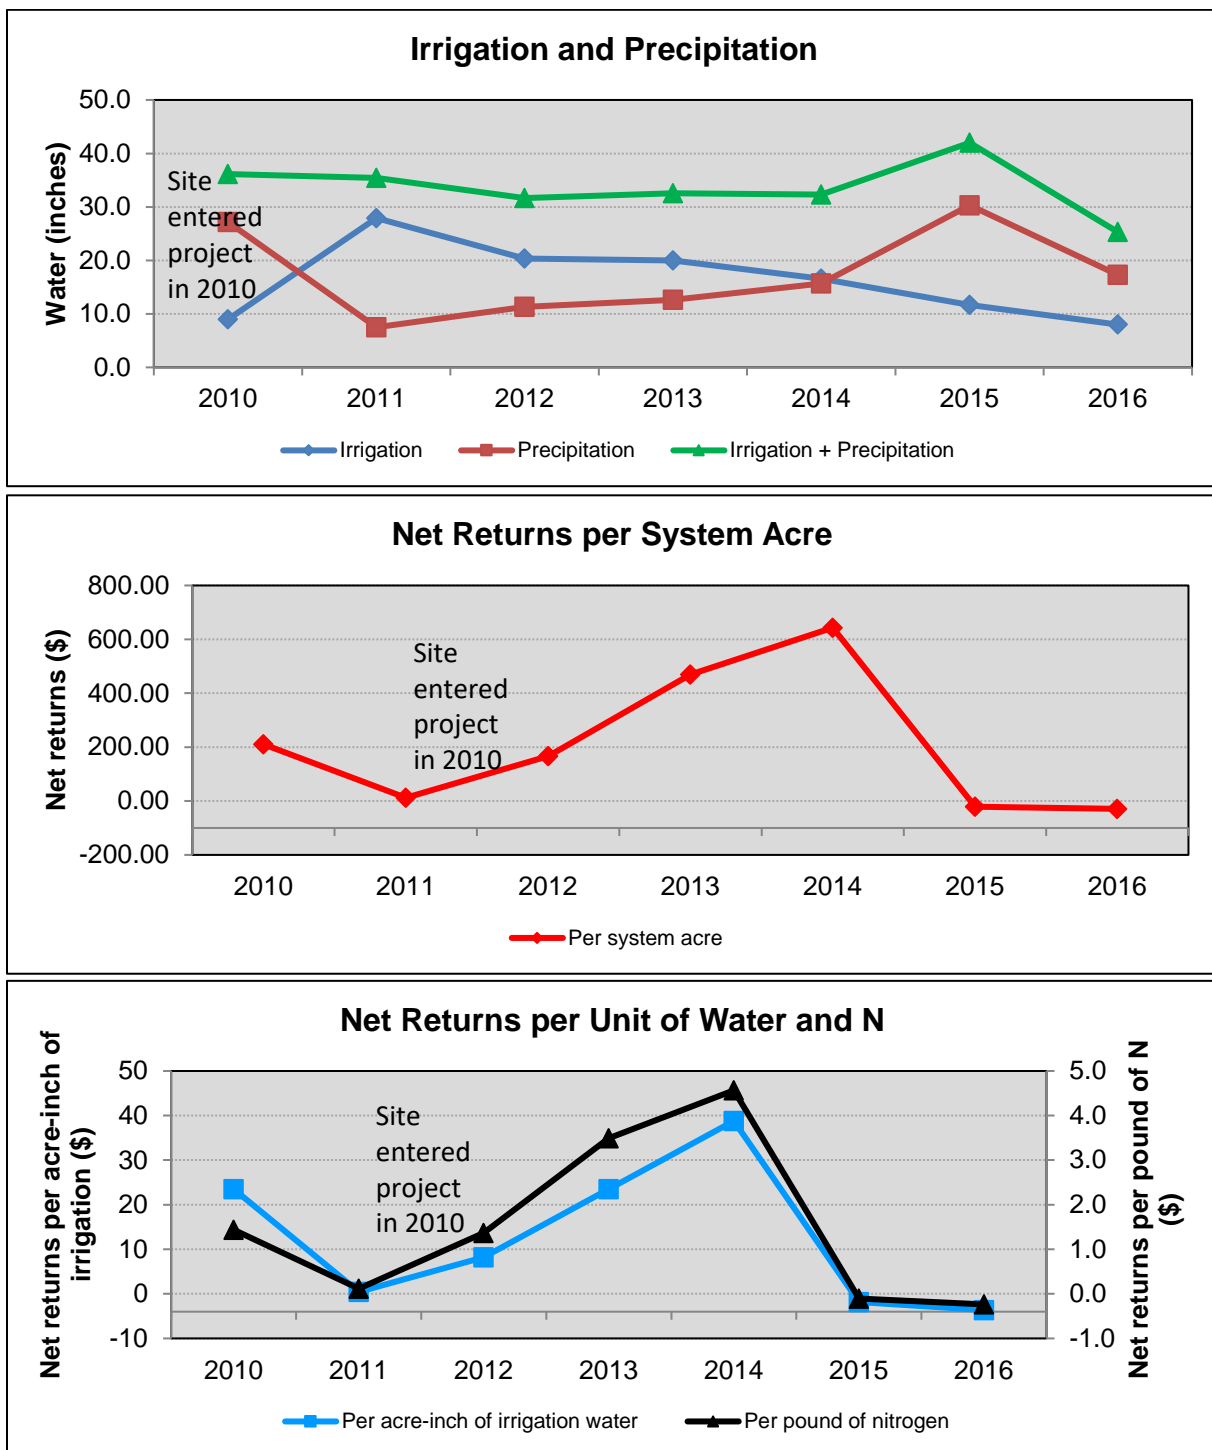 Irrigation and Precipitation
Water (inches)
50.0
40.0
30.0
20.0
10.0
0.0
Site
entered
project
in 2010
2010 2011 2012 2013 2014 2015 2016
Irrigation Precipitation Irrigation + Precipitation
Net Returns per System Acre
Net returns ($)
800.00
600.00
400.00
200.00
0.00
-200.00
Site
entered
project
in 2010
2010 2011 2012 2013 2014 2015 2016
Per system acre
Net Returns per Unit of Water and N
Net returns per acre-inch of
irrigation ($)
50
40
30
20
10
0
-10
Site
entered
project
in 2010
5.0
4.0
3.0
2.0
1.0
0.0
-1.0
Net returns per pound of N
($)
2010 2011 2012 2013 2014 2015 2016
Per acre-inch of irrigation water Per pound of nitrogen